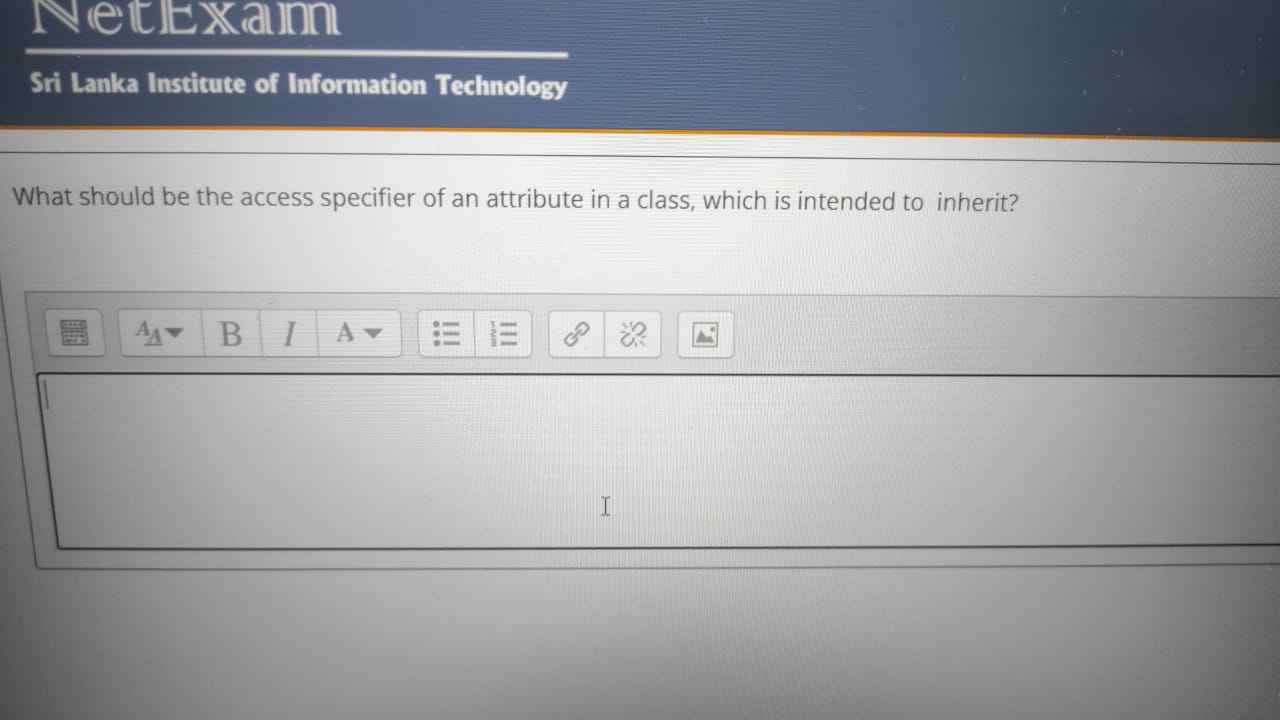 NetExam
Sri Lanka Institute of Information Technology
What should be the access specifier of an attribute in a class, which is intended to  inherit?
B I A